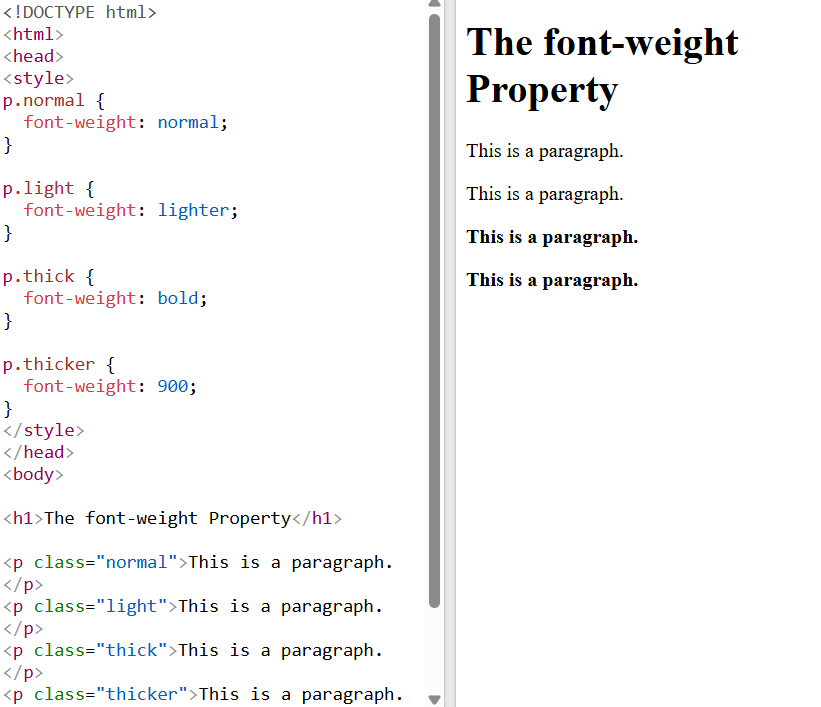 <!DOCTYPE html>
<html>
<head>
<style>
p.normal {
  font-weight: normal;
}

p.light {
  font-weight: lighter;
}

p.thick {
  font-weight: bold;
}

p.thicker {
  font-weight: 900;
}
</style>
</head>
<body>

<h1>The font-weight Property</h1>

<p class="normal">This is a paragraph.
</p>
<p class="light">This is a paragraph.
</p>
<p class="thick">This is a paragraph.
</p>
<p class="thicker">This is a paragraph.
The font-weight
Property
This is a paragraph.
This is a paragraph.
This is a paragraph.
This is a paragraph.